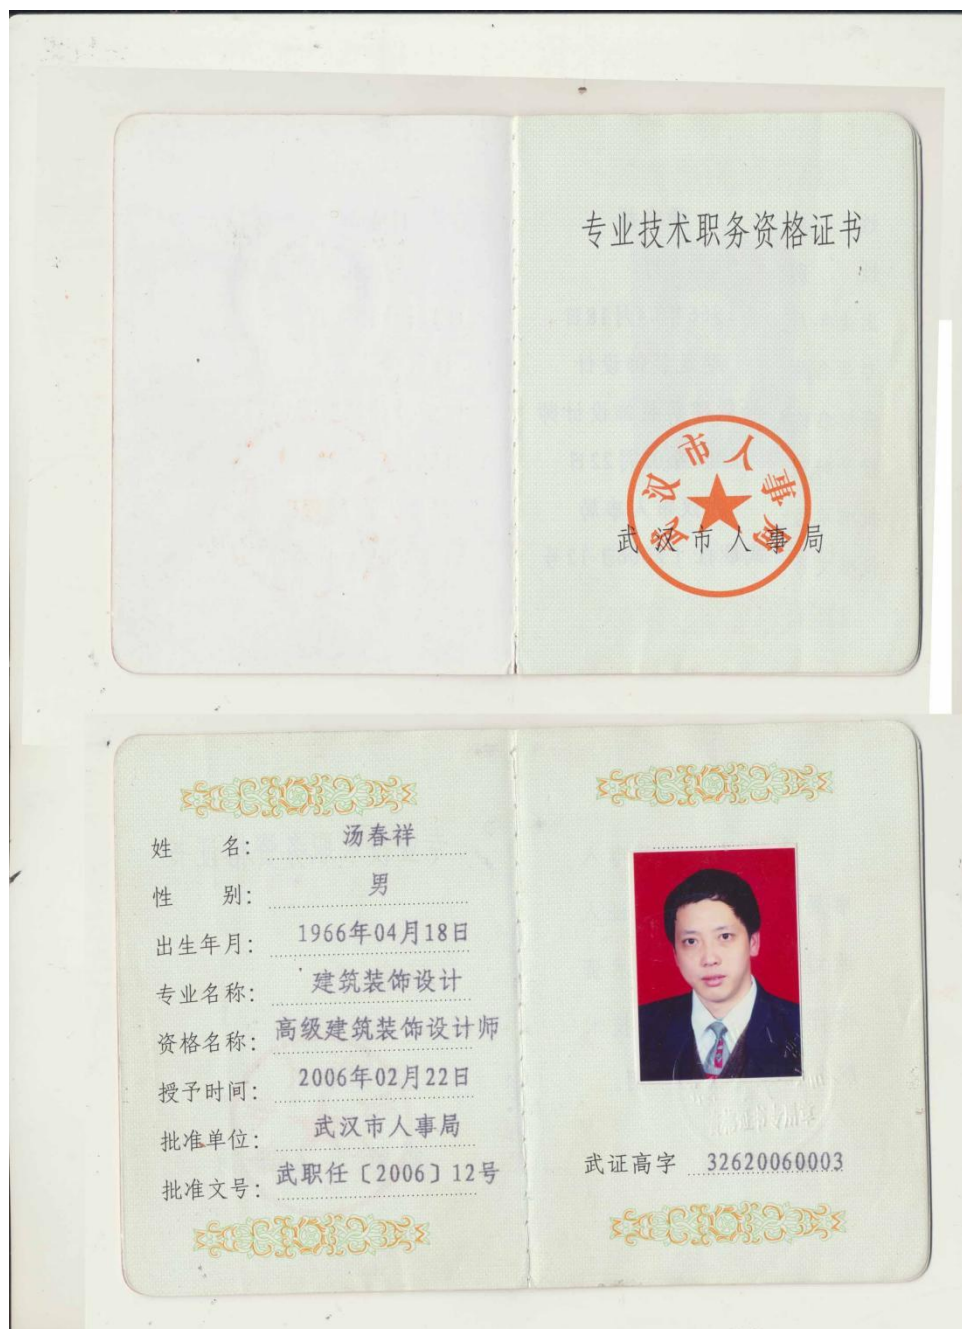 专业技术职务资格证书
武汉市人事局
武汉市人事局
姓 名: 汤春祥
性 别: 男
出生年月: 1966年04月18日
专业名称: 建筑装饰设计
资格名称: 高级建筑装饰设计师
授予时间: 2006年02月22日
批准单位: 武汉市人事局
批准文号: 武职任〔2006〕12号
武证高字 32620060003